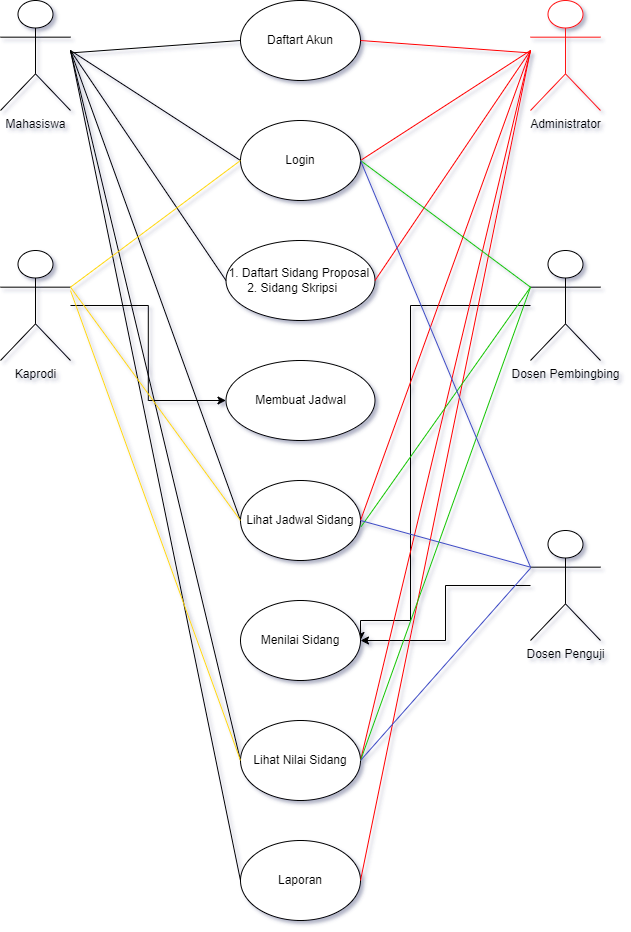 Daftart Akun
Mahasiswa
Administrator
Login
1. Daftart Sidang Proposal
2. Sidang Skripsi
Kaprodi
Dosen Pembingbing
Membuat Jadwal
Lihat Jadwal Sidang
Menilai Sidang
Dosen Penguji
Lihat Nilai Sidang
Laporan